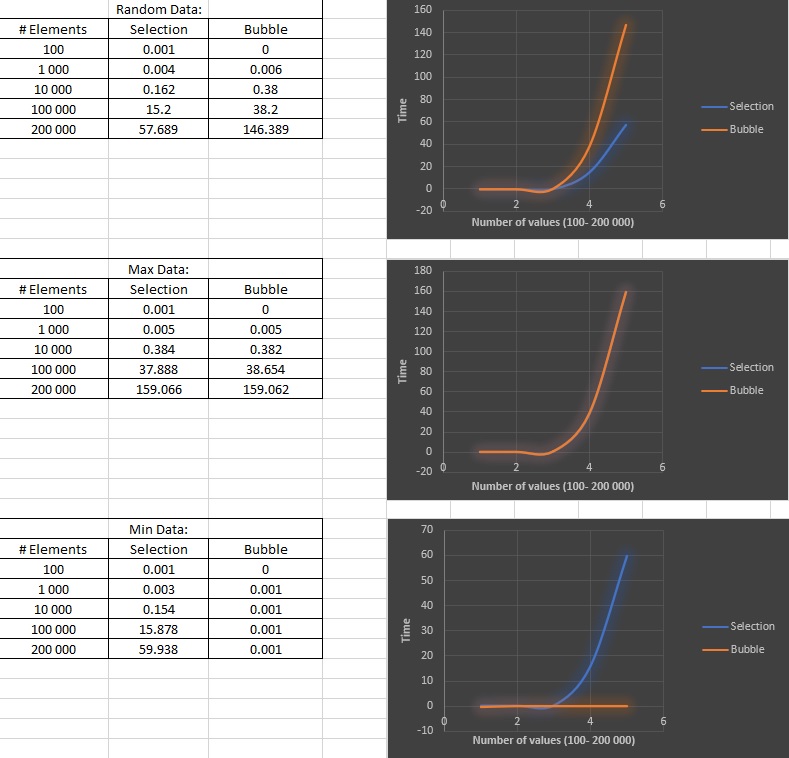 Random Data:
# Elements Selection Bubble
100 0.001 0
1 000 0.004 0.006
10 000 0.162 0.38
100 000 15.2 38.2
200 000 57.689 146.389
160
140
120
100
80
60
40
20
0
-20
0 2 4 6
Time
Number of values (100- 200 000)
Selection
Bubble
Max Data:
# Elements Selection Bubble
100 0.001 0
1 000 0.005 0.005
10 000 0.384 0.382
100 000 37.888 38.654
200 000 159.066 159.062
180
160
140
120
100
80
60
40
20
0
-20
0 2 4 6
Time
Number of values (100- 200 000)
Selection
Bubble
Min Data:
# Elements Selection Bubble
100 0.001 0
1 000 0.003 0.001
10 000 0.154 0.001
100 000 15.878 0.001
200 000 59.938 0.001
70
60
50
40
30
20
10
0
-10
0 2 4 6
Time
Number of values (100- 200 000)
Selection
Bubble